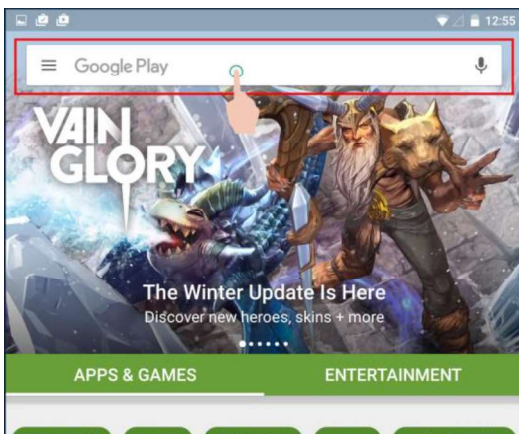 12:55
Google Play
VAIN
GLORY
The Winter Update Is Here
Discover new heroes, skins + more
APPS & GAMES
ENTERTAINMENT